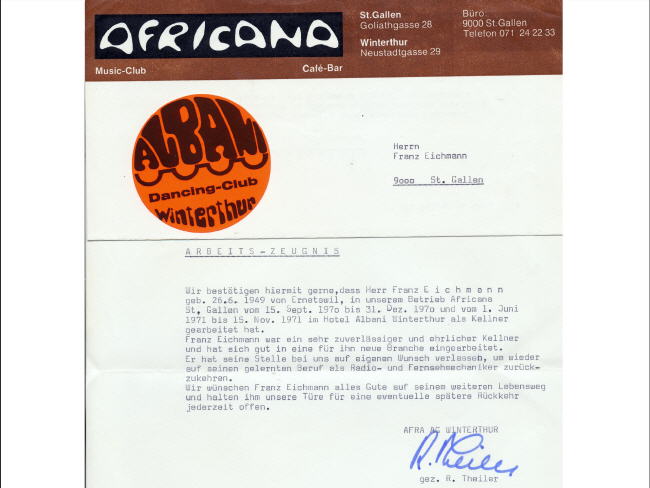 AFRICANA
Music-Club Café-Bar
St.Gallen
Goliathgasse 28
Winterthur
Neustadtgasse 29
Büro:
9000 St.Gallen
Telefon 071 24 22 33
ALBANI
Dancing-Club
Winterthur
Herrn
Franz Eichmann
9000 St. Gallen
ARBEITS-ZEUGNIS
Wir bestätigen hiermit gerne,dass Herr Franz E i c h m a n n
geb. 26.6. 1949 von Ernetswil, in unserem Betrieb Africana
St, Gallen vom 15. Sept. 1970 bis 31. Dez. 1970 und vom 1. Juni
1971 bis 15. Nov. 1971 im Hotel Albani Winterthur als Kellner
gearbeitet hat.
Franz Eichmann war ein sehr zuverlässiger und ehrlicher Kellner
und hat sich gut in eine für ihn neue Branche eingearbeitet.
Er hat seine Stelle bei uns auf eigenen Wunsch verlassen, um wieder
auf seinen gelernten Beruf als Radio- und Fernsehmechaniker zurück-
zukehren.
Wir wünschen Franz Eichmann alles Gute auf seinem weiteren Lebensweg
und halten ihm unsere Türe für eine eventuelle spätere Rückkehr
jederzeit offen.
AFRA AG WINTERTHUR
R. Theiler
gez. R. Theiler